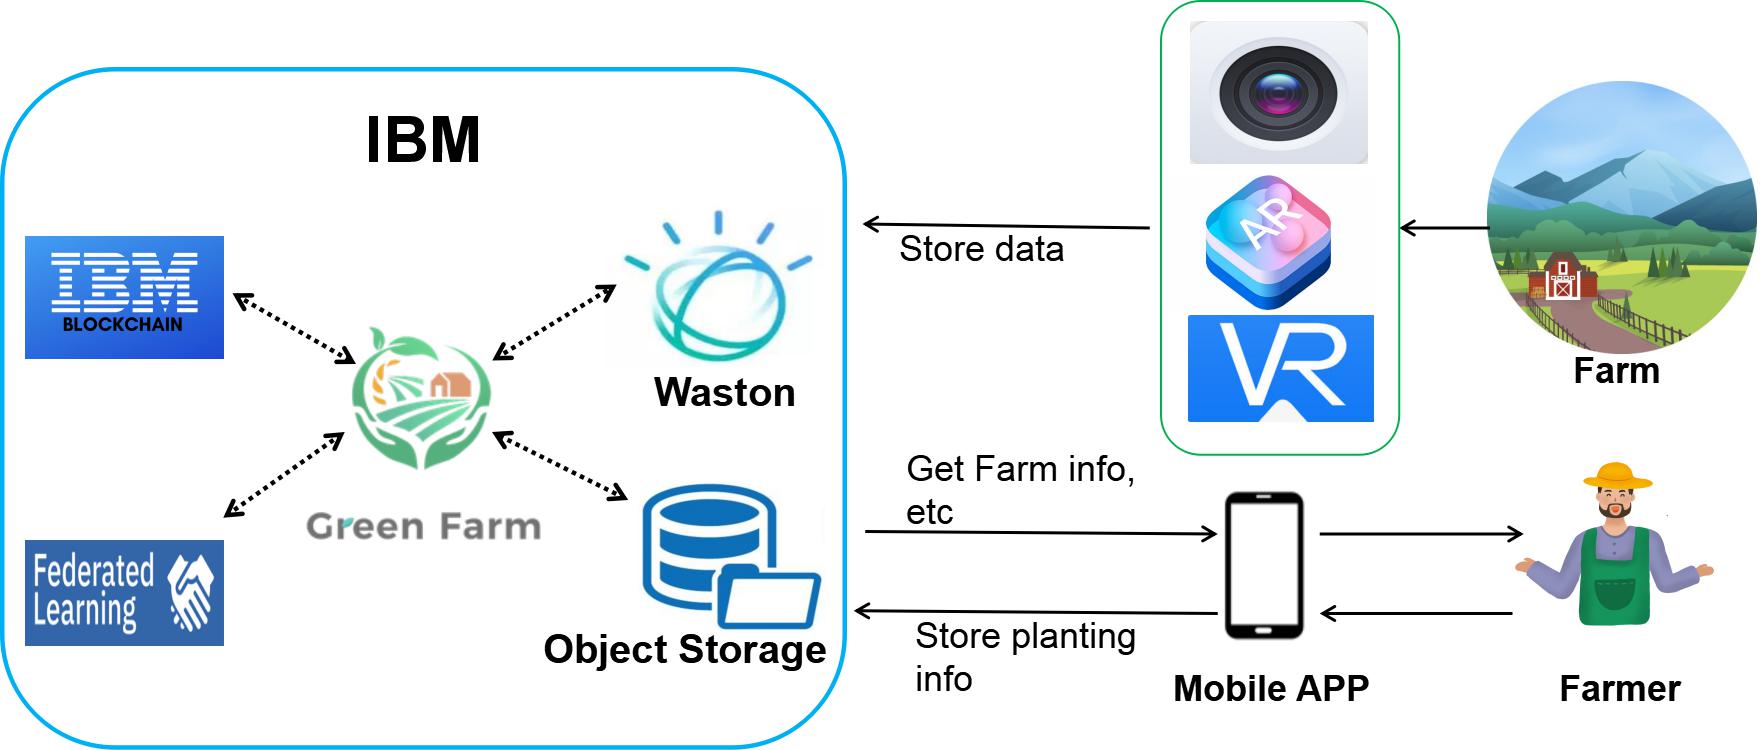 IBM
IBM
BLOCKCHAIN
Waston
Green Farm
Federated
Learning
Object Storage
Store data
AR
VR
Farm
Get Farm info,
etc
Store planting
info
Mobile APP
Farmer